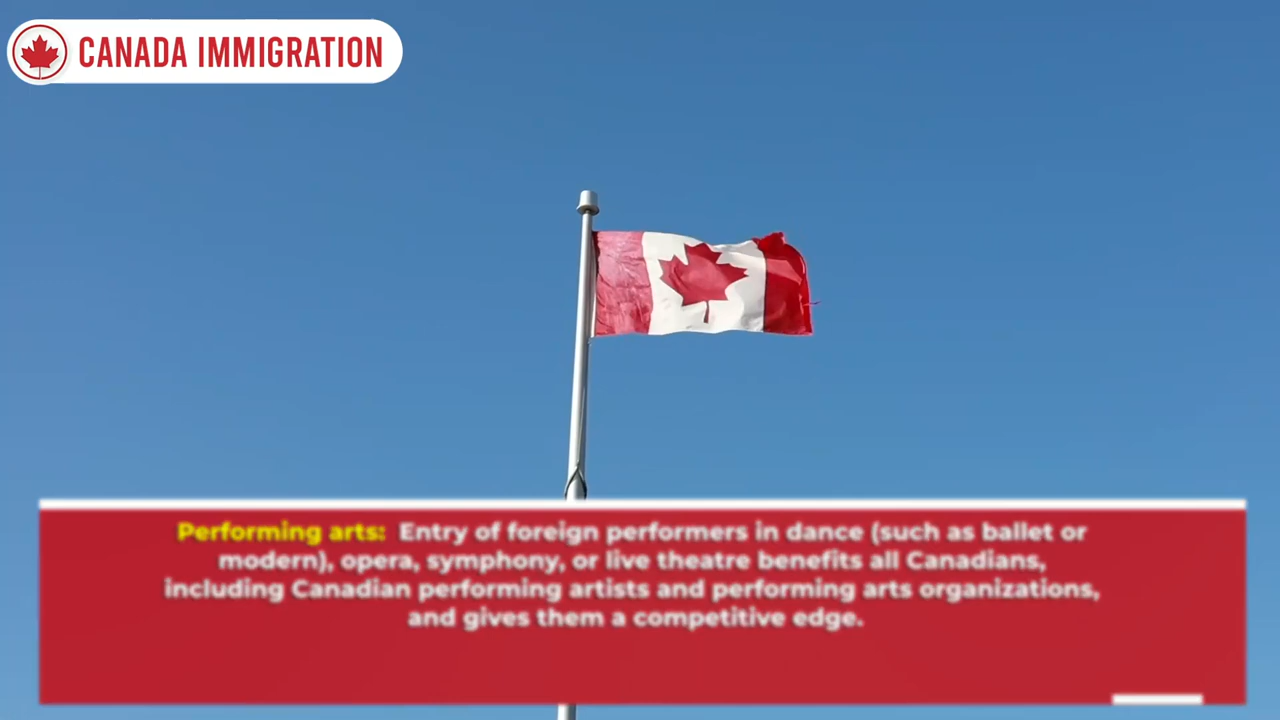 CANADA IMMIGRATION
Performing arts: Entry of foreign performers in dance (such as ballet or
modern), opera, symphony, or live theatre benefits all Canadians,
including Canadian performing artists and performing arts organizations,
and gives them a competitive edge.